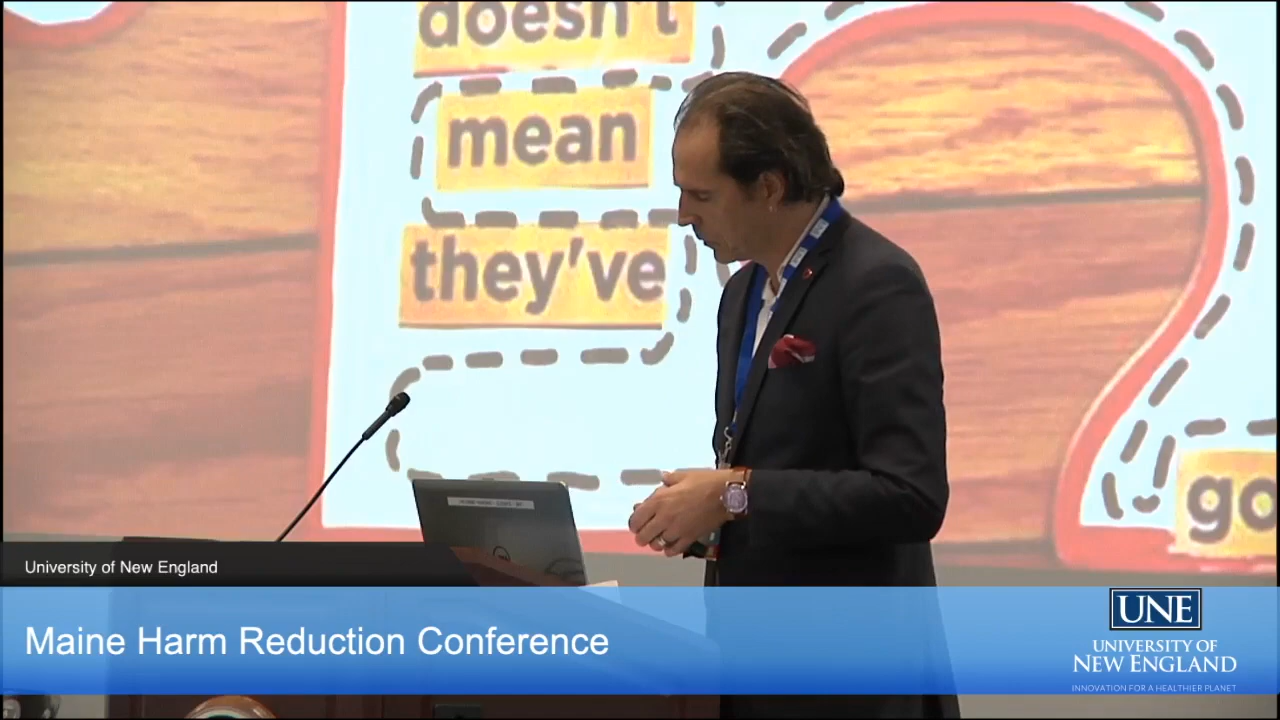 doesn't
mean
they've
go
University of New England
Maine Harm Reduction Conference
UNE
UNIVERSITY OF
NEW ENGLAND
INNOVATION FOR A HEALTHIER PLANET